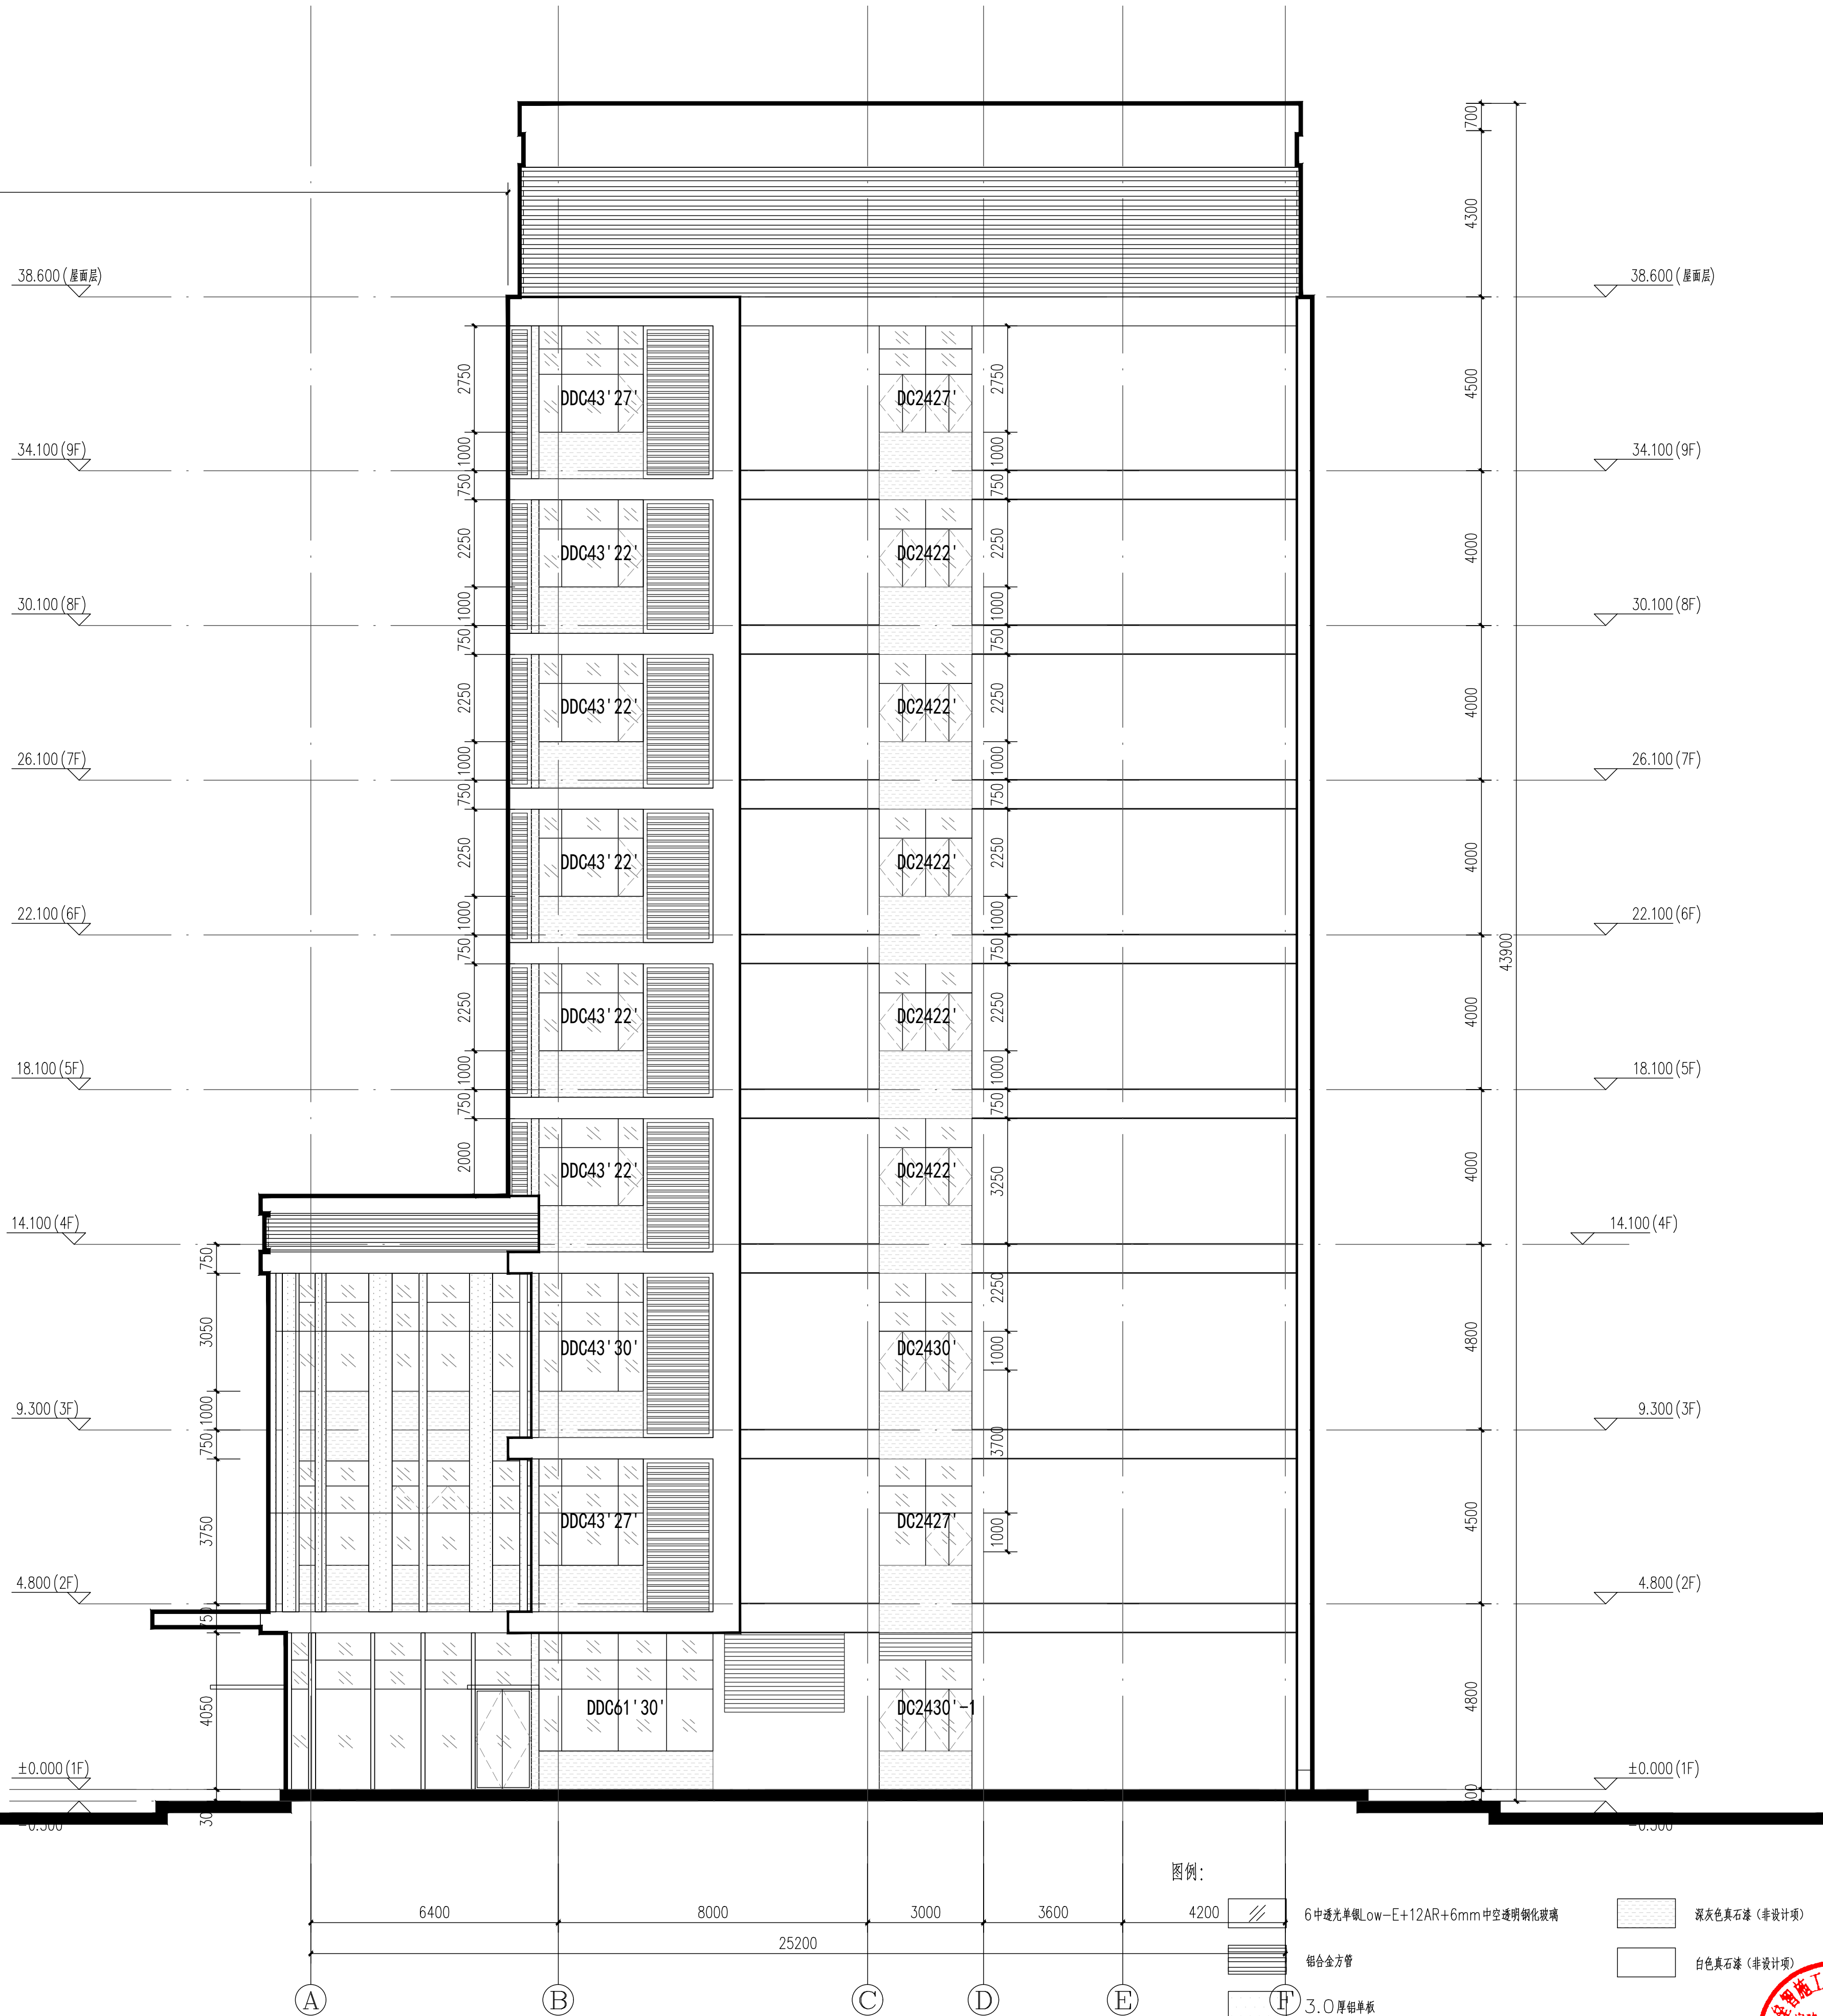 700
4300
38.600(屋面层)
38.600(屋面层)
2750
DDC43'27'
DC2427'
2750
4500
34.100(9F)
1000
1000
34.100(9F)
750
750
2250
DDC43'22'
DC2422'
2250
4000
30.100(8F)
1000
1000
30.100(8F)
750
750
2250
DDC43'22'
DC2422'
2250
4000
26.100(7F)
1000
1000
26.100(7F)
750
750
2250
DDC43'22'
DC2422'
2250
4000
22.100(6F)
1000
1000
22.100(6F)
750
750
43900
2250
DDC43'22'
DC2422'
2250
4000
18.100(5F)
1000
1000
18.100(5F)
750
750
2000
DDC43'22'
DC2422'
3250
4000
14.100(4F)
14.100(4F)
750
2250
3050
DDC43'30'
DC2430'
1000
4800
9.300(3F)
1000
9.300(3F)
750
3700
3750
DDC43'27'
DC2427'
1000
4500
4.800(2F)
4.800(2F)
750
4050
DDC61'30'
DC2430'-1
4800
±0.000(1F)
±0.000(1F)
图例:
6400
8000
3000
3600
4200
6中透光单银Low-E+12AR+6mm中空透明钢化玻璃
深灰色真石漆(非设计项)
25200
铝合金方管
白色真石漆(非设计项)
A
B
C
D
E
F
3.0厚铝单板